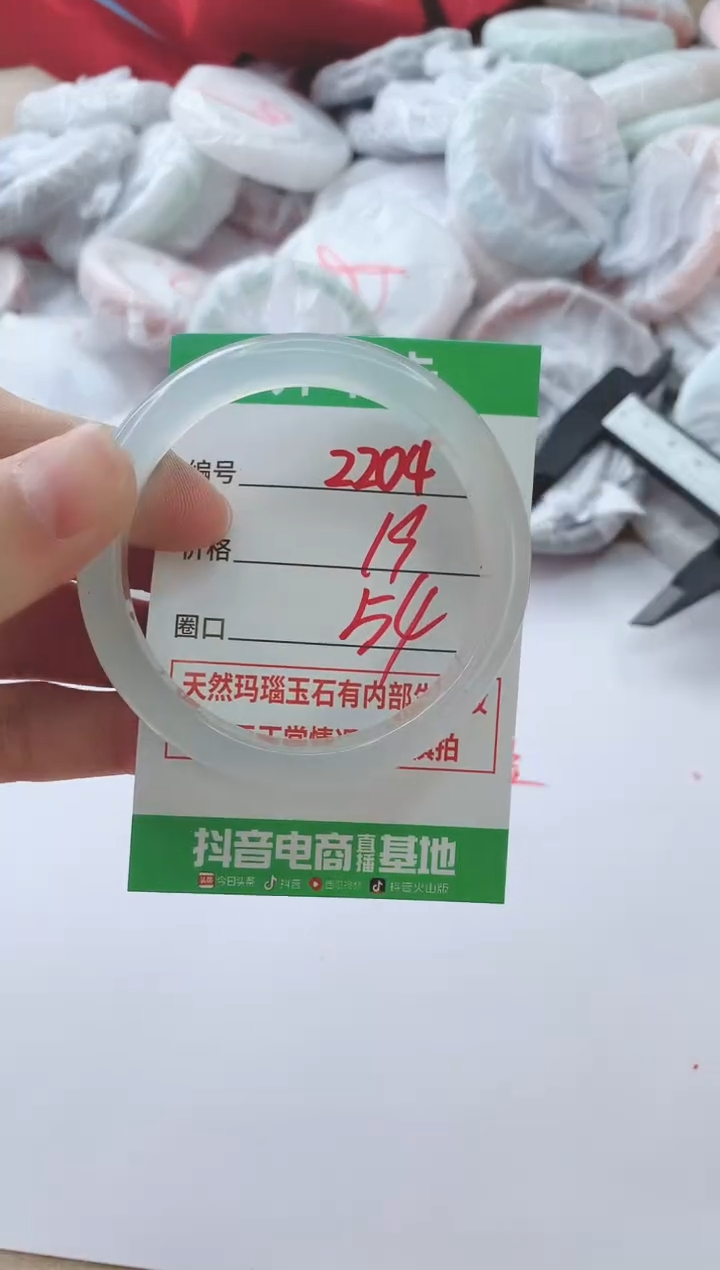 编号 2204
价格 19
圈口 54
天然玛瑙玉石有内部
抖音电商直播基地
今日头条 抖音 抖音火山版